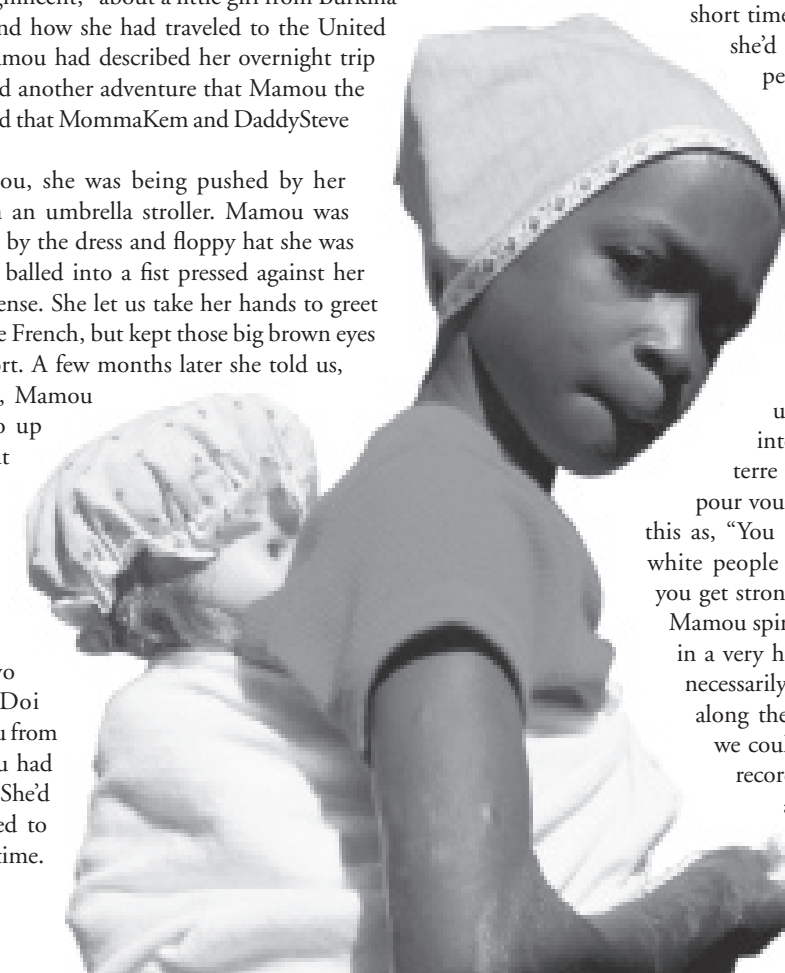 gnificent,” about a little girl from Burkina
nd how she had traveled to the United
mou had described her overnight trip
d another adventure that Mamou the
d that MommaKem and DaddySteve
ou, she was being pushed by her
an umbrella stroller. Mamou was
by the dress and floppy hat she was
balled into a fist pressed against her
ense. She let us take her hands to greet
e French, but kept those big brown eyes
rt. A few months later she told us,
, Mamou
o up
t
wo
Doi
u from
u had
She’d
ed to
time.
short time
she’d
pe
u
inte
terre
pour vou
this as, “You
white people
you get stron
Mamou spin
in a very h
necessarily
along the
we coul
record
a